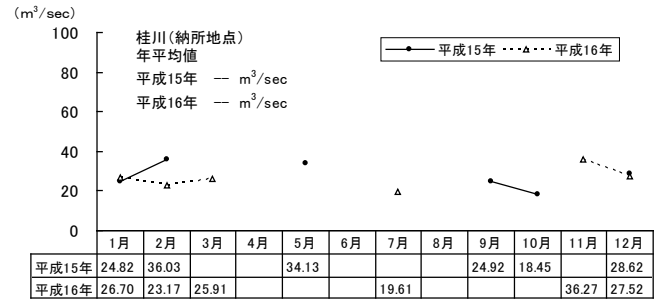 (m³/sec)
100
80
60
40
20
0
桂川(納所地点)
年平均値
平成15年 -- m³/sec
平成16年 -- m³/sec
平成15年 平成16年
1月 2月 3月 4月 5月 6月 7月 8月 9月 10月 11月 12月
平成15年 24.82 36.03 34.13 24.92 18.45 28.62
平成16年 26.70 23.17 25.91 19.61 36.27 27.52